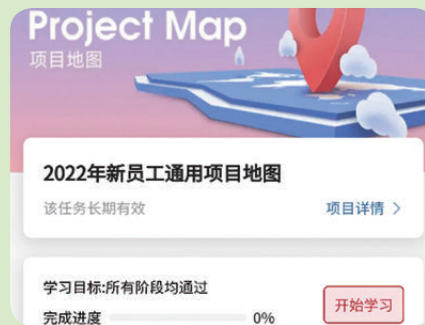 Project Map
项目地图
2022年新员工通用项目地图
该任务长期有效
项目详情 >
学习目标:所有阶段均通过
开始学习
完成进度 0%